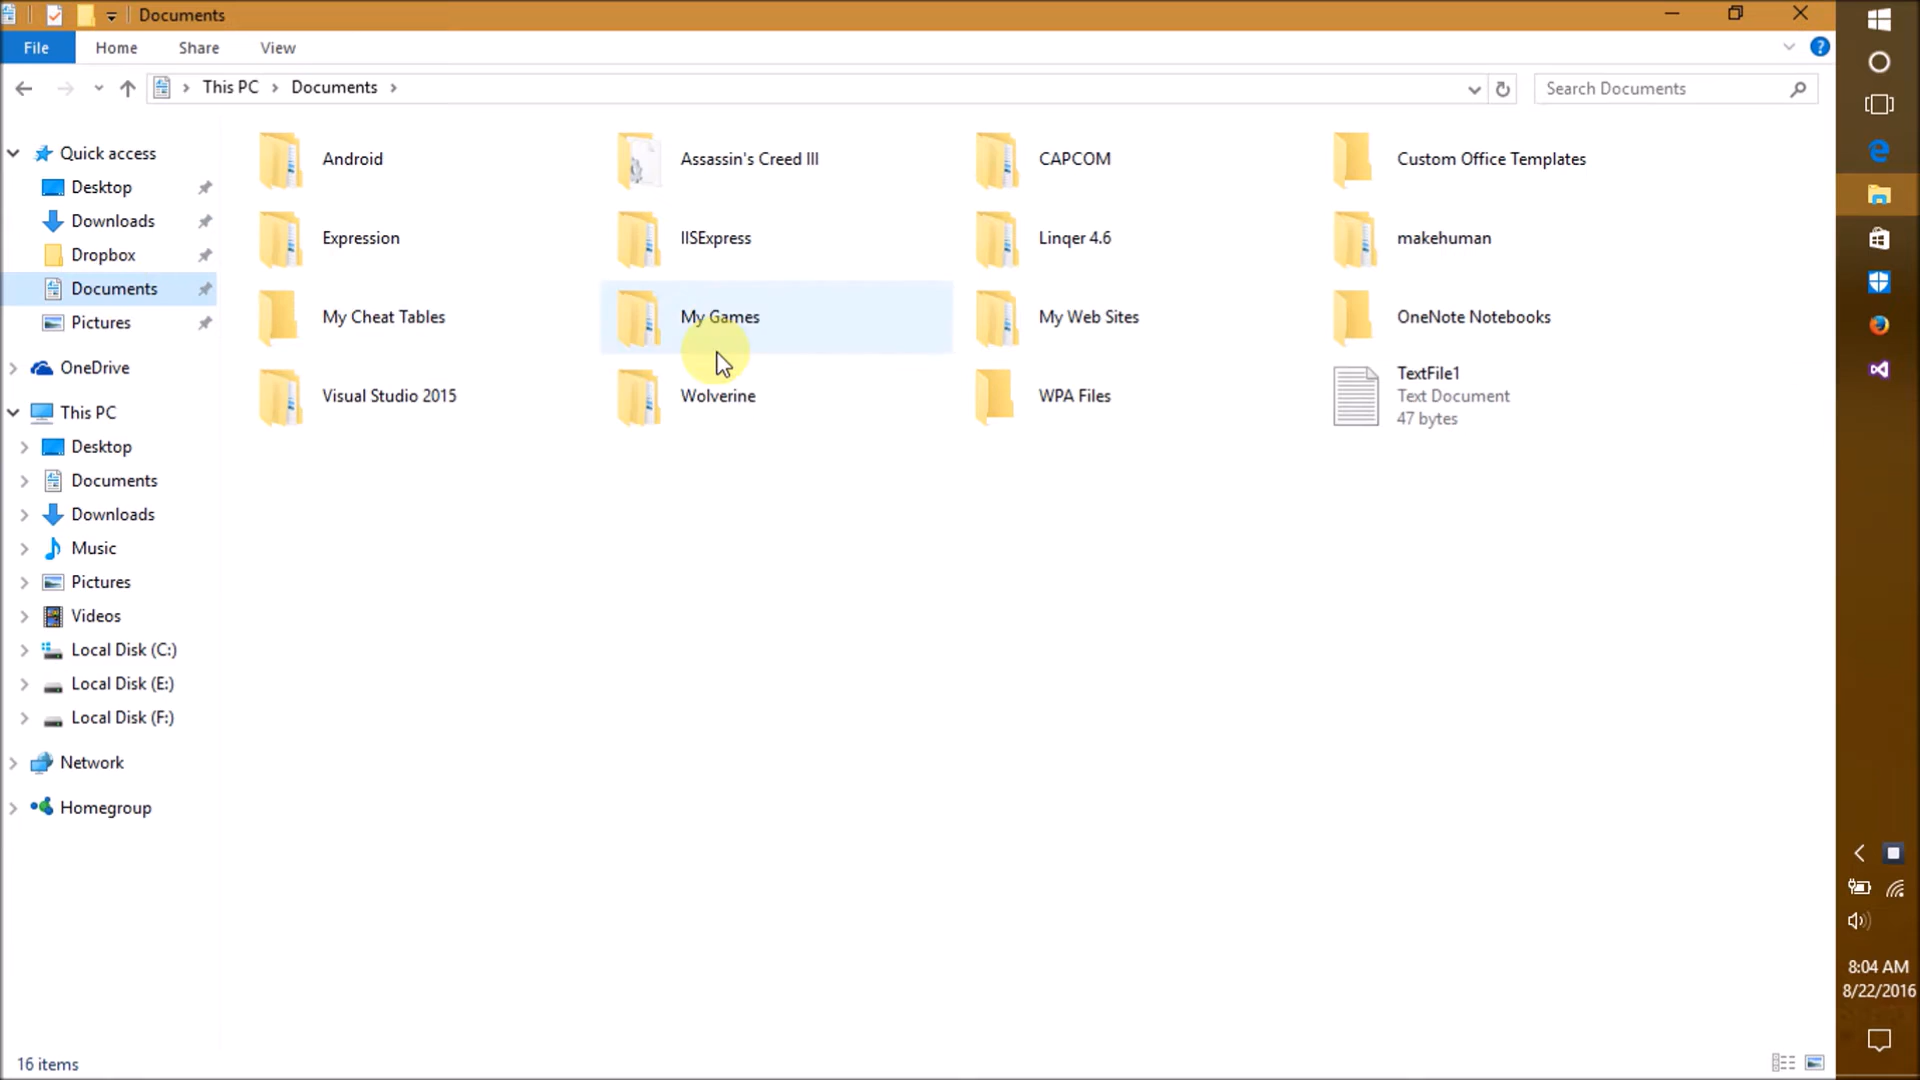 Documents
File Home Share View
This PC Documents
Search Documents
Quick access
Desktop
Downloads
Dropbox
Documents
Pictures
OneDrive
This PC
Desktop
Documents
Downloads
Music
Pictures
Videos
Local Disk (C:)
Local Disk (E:)
Local Disk (F:)
Network
Homegroup
Android Assassin's Creed III CAPCOM Custom Office Templates
Expression IISExpress Linqer 4.6 makehuman
My Cheat Tables My Games My Web Sites OneNote Notebooks
Visual Studio 2015 Wolverine WPA Files
TextFile1
Text Document
47 bytes
8:04 AM
8/22/2016
16 items